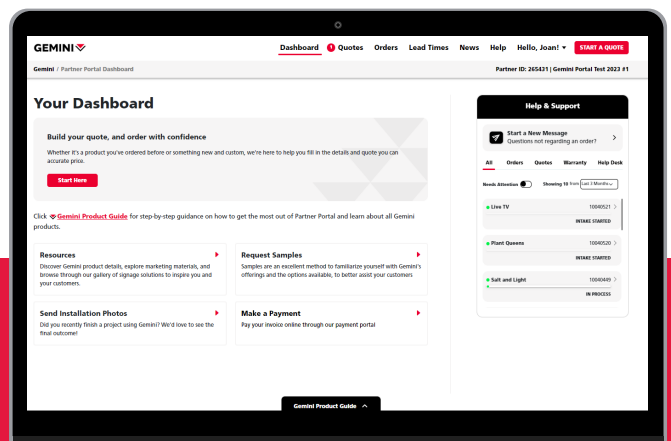 GEMINI
Dashboard 1 Quotes Orders Lead Times News Help Hello, Joan! START A QUOTE
Gemini / Partner Portal Dashboard
Partner ID: 265431 | Gemini Portal Test 2023 #1
Your Dashboard
Build your quote, and order with confidence
Whether it's a product you've ordered before or something new and custom, we're here to help you fill in the details and quote you can
accurate price.
Start Here
Click Gemini Product Guide for step-by-step guidance on how to get the most out of Partner Portal and learn about all Gemini
products.
Resources
Discover Gemini product details, explore marketing materials, and
browse through our gallery of signage solutions to inspire you and
your customers.
Request Samples
Samples are an excellent method to familiarize yourself with Gemini's
offerings and the options available, to better assist your customers
Send Installation Photos
Did you recently finish a project using Gemini? We'd love to see the
final outcome!
Make a Payment
Pay your invoice online through our payment portal
Help & Support
Start a New Message
Questions not regarding an order?
All Orders Quotes Warranty Help Desk
Needs Attention Showing 10 from Last 3 Months
Live TV 10040521
INTAKE STARTED
Plant Queens 10040520
INTAKE STARTED
Salt and Light 10040449
IN PROCESS
Gemini Product Guide